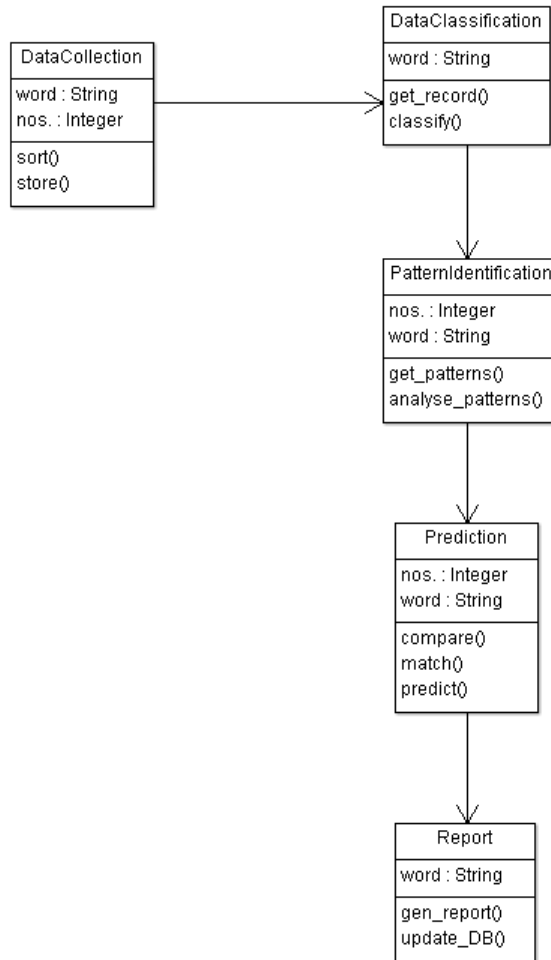 DataCollection
word : String
nos. : Integer
sort()
store()
DataClassification
word : String
get_record()
classify()
PatternIdentification
nos. : Integer
word : String
get_patterns()
analyse_patterns()
Prediction
nos. : Integer
word : String
compare()
match()
predict()
Report
word : String
gen_report()
update_DB()